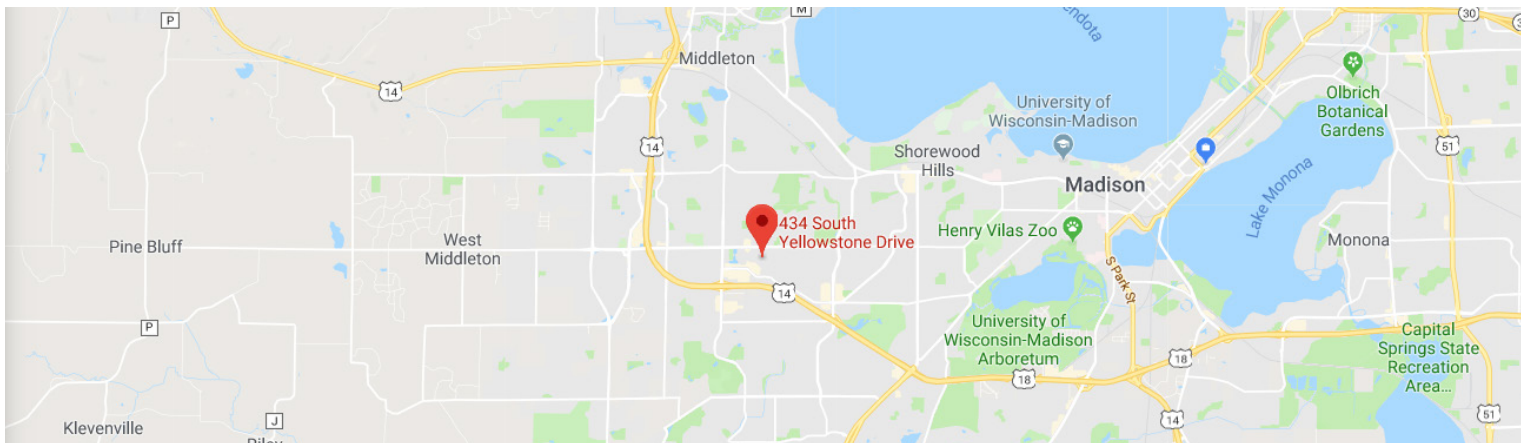 P
M
endota
30
Middleton
14
Olbrich
Botanical
Gardens
University of
Wisconsin-Madison
14
51
Shorewood
Hills
Madison
Lake Monona
434 South
Yellowstone Drive
Henry Vilas Zoo
Pine Bluff
West
Middleton
Monona
S Park St
14
P
University of
Wisconsin-Madison
Arboretum
Capital
Springs State
Recreation
Area...
18
18
51
Klevenville
J
14